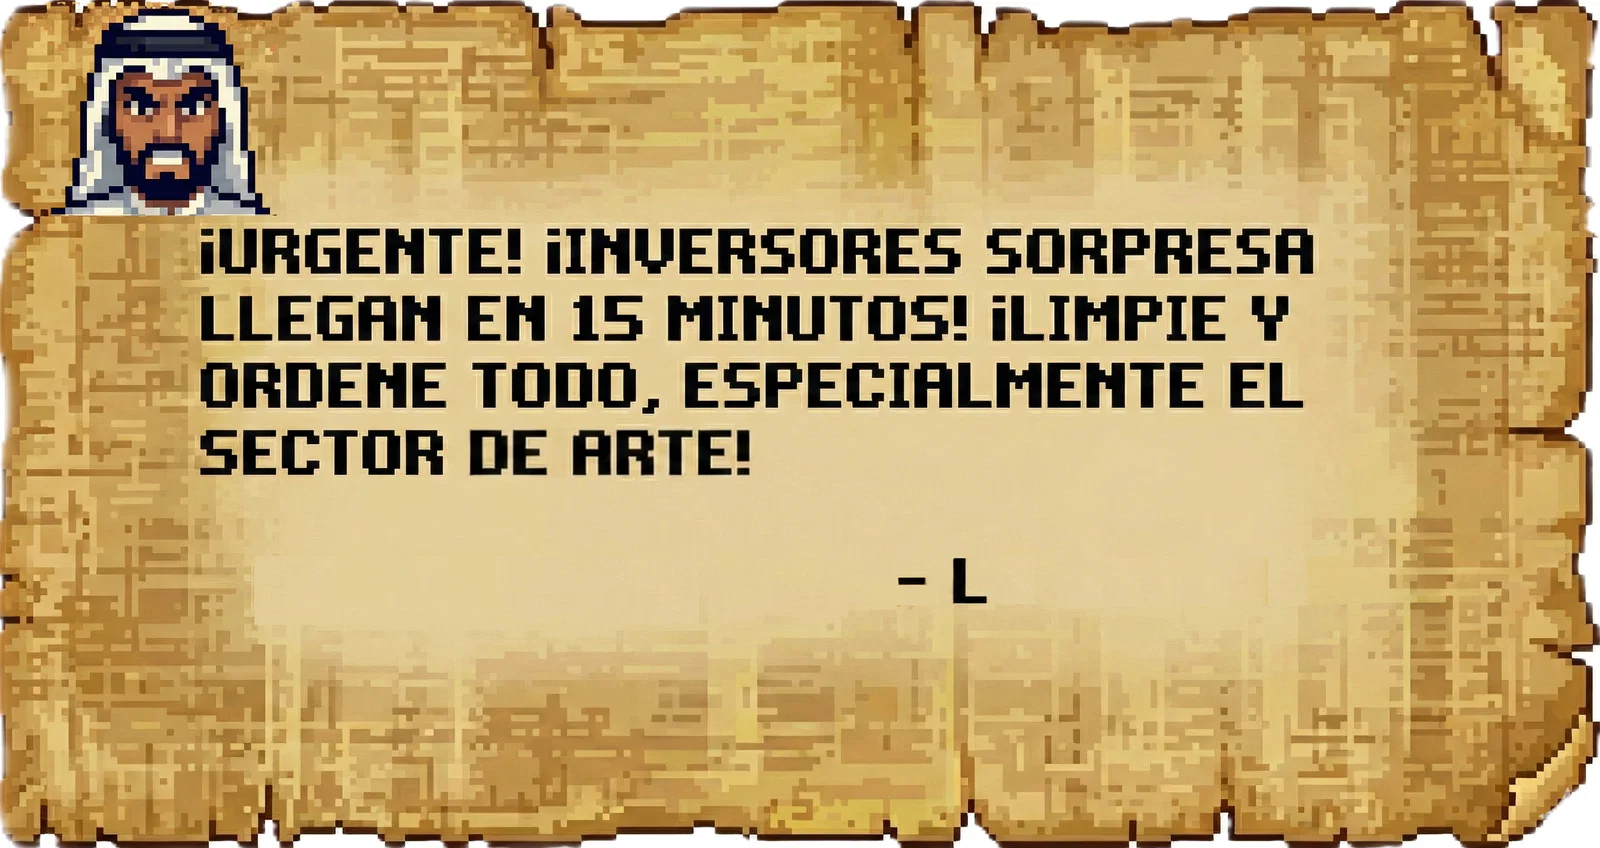 ¡URGENTE! ¡INVERSORES SORPRESA
LLEGAN EN 15 MINUTOS! ¡LIMPIE Y
ORDENE TODO, ESPECIALMENTE EL
SECTOR DE ARTE!
- L